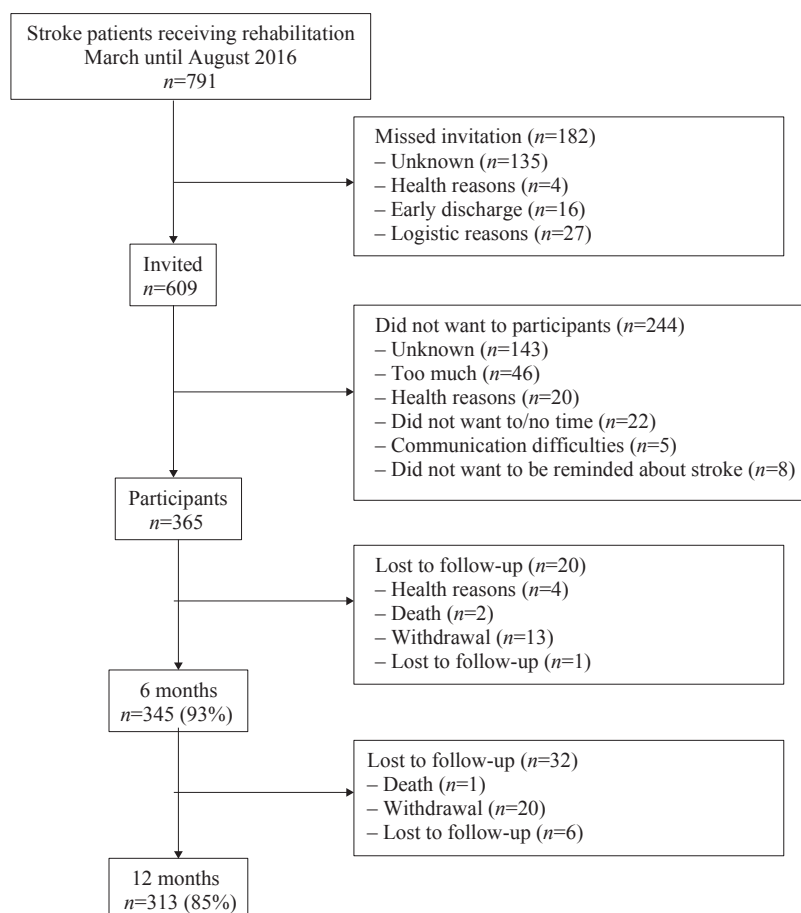 Stroke patients receiving rehabilitation
March until August 2016
n=791
Missed invitation (n=182)
– Unknown (n=135)
– Health reasons (n=4)
– Early discharge (n=16)
– Logistic reasons (n=27)
Invited
n=609
Did not want to participants (n=244)
– Unknown (n=143)
– Too much (n=46)
– Health reasons (n=20)
– Did not want to/no time (n=22)
– Communication difficulties (n=5)
– Did not want to be reminded about stroke (n=8)
Participants
n=365
Lost to follow-up (n=20)
– Health reasons (n=4)
– Death (n=2)
– Withdrawal (n=13)
– Lost to follow-up (n=1)
6 months
n=345 (93%)
Lost to follow-up (n=32)
– Death (n=1)
– Withdrawal (n=20)
– Lost to follow-up (n=6)
12 months
n=313 (85%)